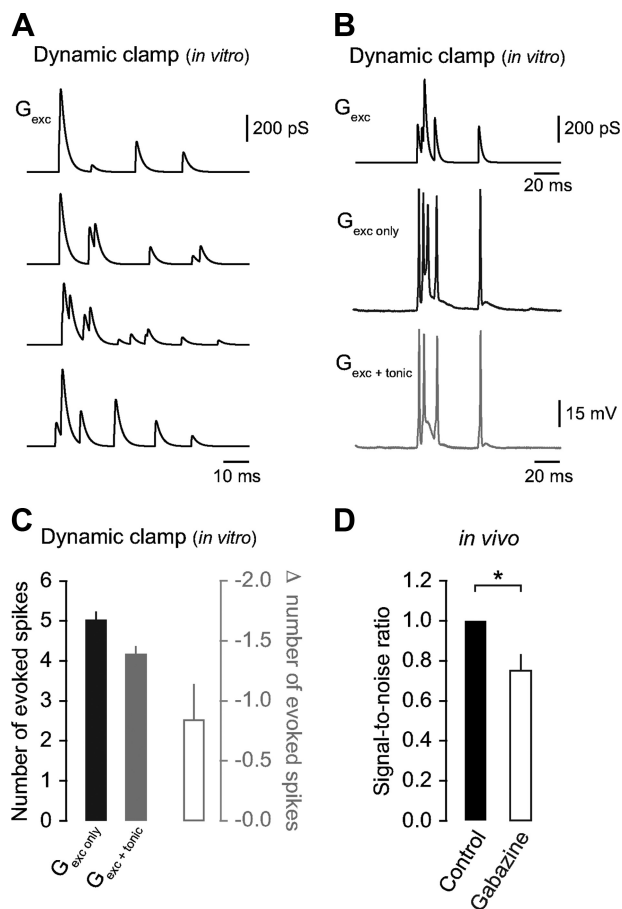 A
Dynamic clamp (in vitro)
Gexc
200 pS
10 ms
B
Dynamic clamp (in vitro)
Gexc
200 pS
20 ms
Gexc only
Gexc + tonic
15 mV
20 ms
C
Dynamic clamp (in vitro)
Number of evoked spikes
6
5
4
3
2
1
0
-2.0
-1.5
-1.0
-0.5
-0.0
Δ number of evoked spikes
Gexc only
Gexc + tonic
D
in vivo
Signal-to-noise ratio
1.2
1.0
0.8
0.6
0.4
0.2
0.0
*
Control
Gabazine